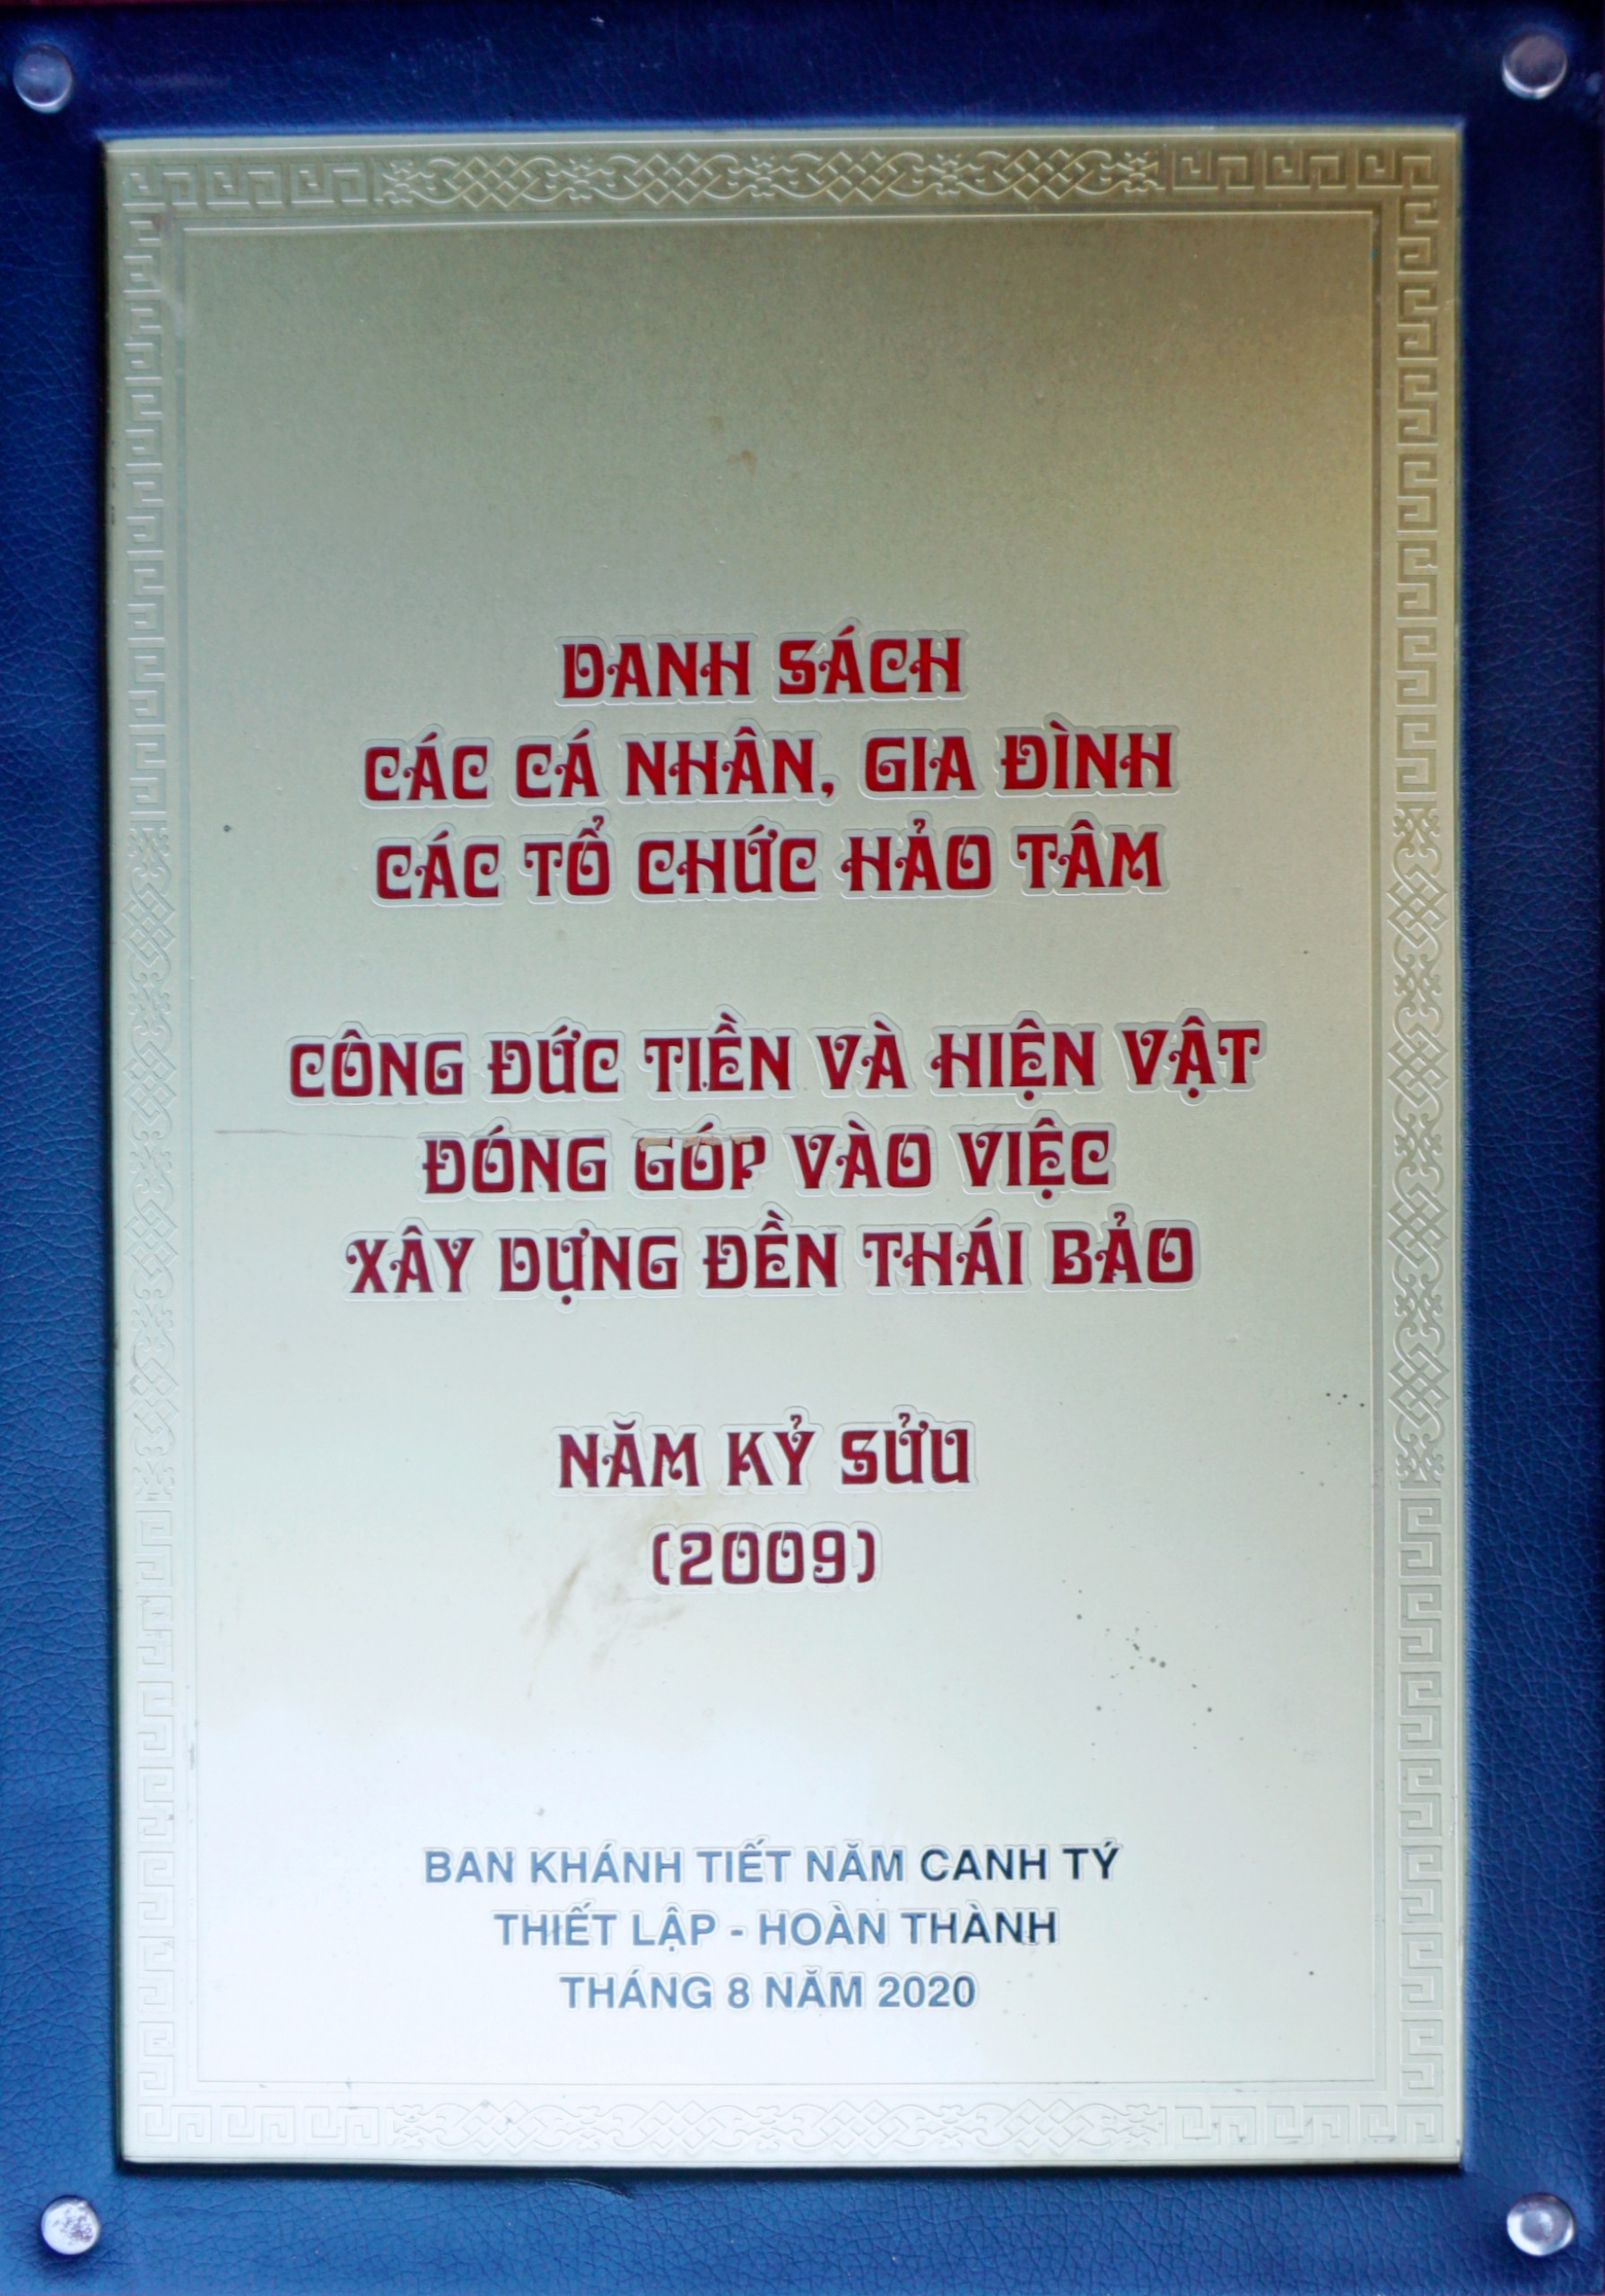 DANH SÁCH
CÁC CÁ NHÂN, GIA ĐÌNH
CÁC TỔ CHỨC HẢO TÂM
CÔNG ĐỨC TIỀN VÀ HIỆN VẬT
ĐÓNG GÓP VÀO VIỆC
XÂY DỰNG ĐỀN THÁI BẢO
NĂM KỶ SỬU
(2009)
BAN KHÁNH TIẾT NĂM CANH TÝ
THIẾT LẬP - HOÀN THÀNH
THÁNG 8 NĂM 2020